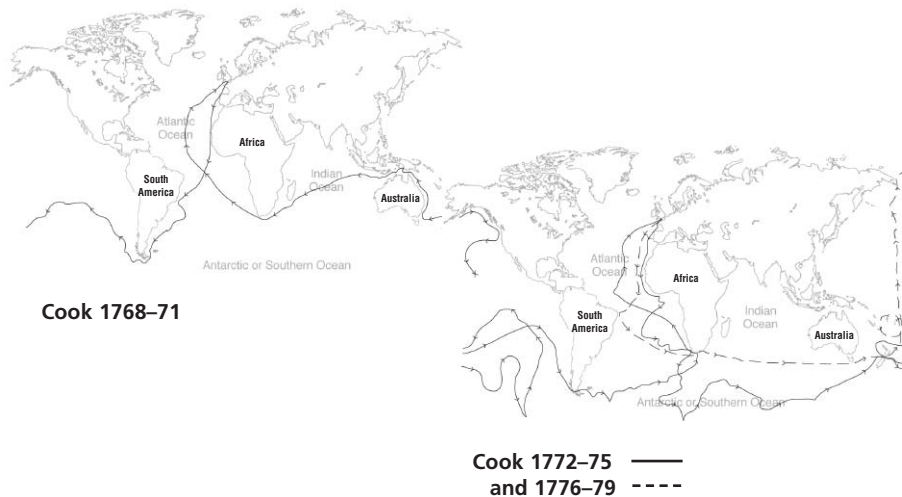 Atlantic
Ocean
Africa
Indian
Ocean
South
America
Australia
Antarctic or Southern Ocean
Cook 1768–71
Atlantic
Ocean
Africa
Indian
Ocean
South
America
Australia
Antarctic or Southern Ocean
Cook 1772–75
and 1776–79